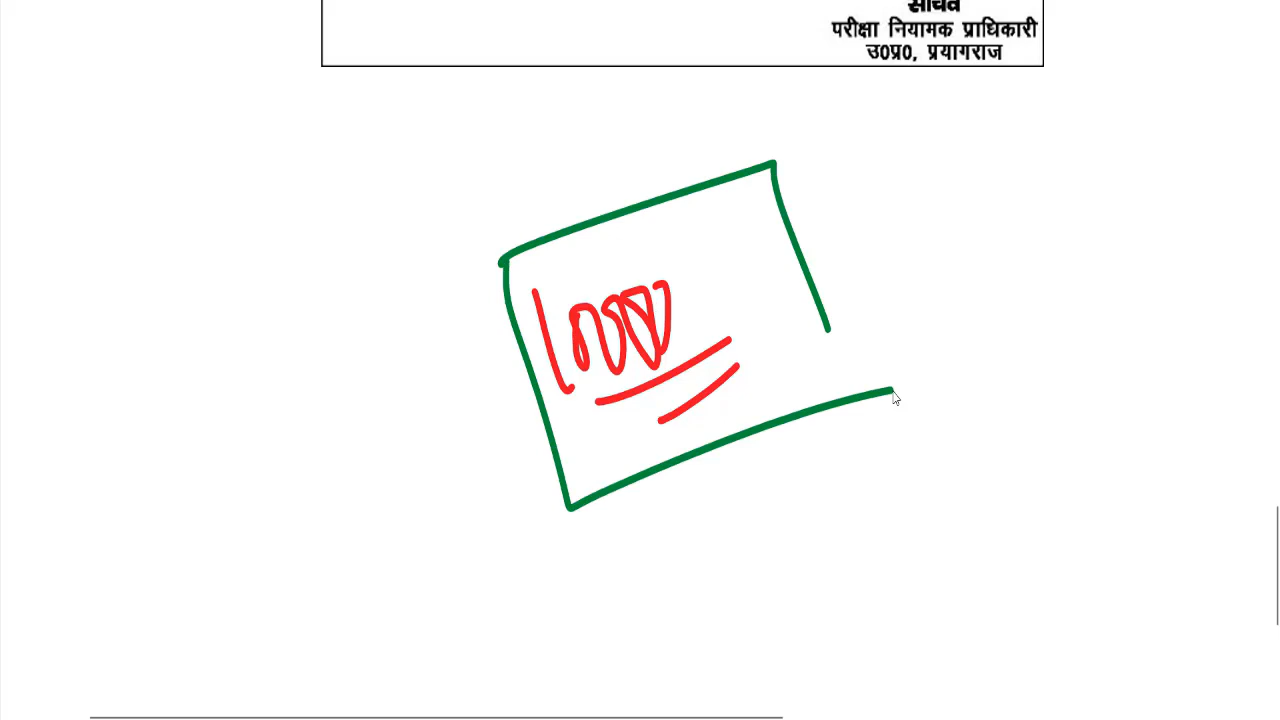 सचिव
परीक्षा नियामक प्राधिकारी
उ0प्र0, प्रयागराज